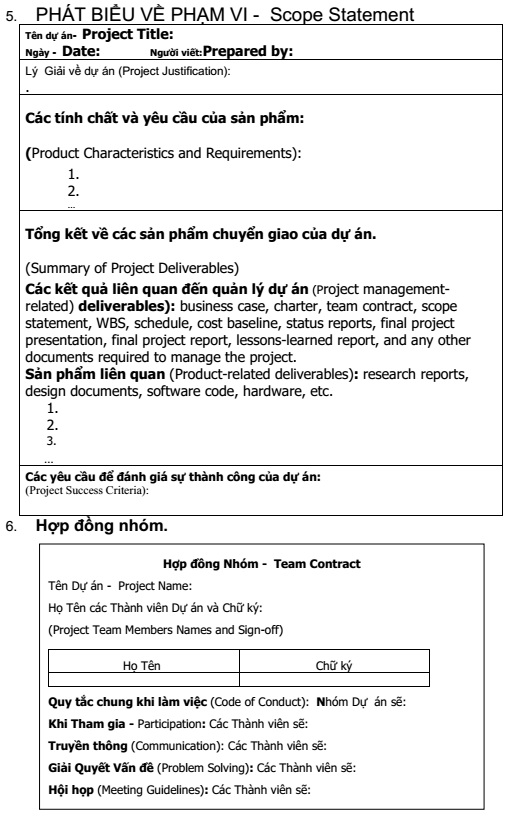 5. PHÁT BIỂU VỀ PHẠM VI - Scope Statement
Tên dự án- Project Title:
Ngày - Date: Người viết:Prepared by:
Lý Giải về dự án (Project Justification):
.
Các tính chất và yêu cầu của sản phẩm:
(Product Characteristics and Requirements):
1.
2.
...
Tổng kết về các sản phẩm chuyển giao của dự án.
(Summary of Project Deliverables)
Các kết quả liên quan đến quản lý dự án (Project management-
related) deliverables): business case, charter, team contract, scope
statement, WBS, schedule, cost baseline, status reports, final project
presentation, final project report, lessons-learned report, and any other
documents required to manage the project.
Sản phẩm liên quan (Product-related deliverables): research reports,
design documents, software code, hardware, etc.
1.
2.
3.
...
Các yêu cầu để đánh giá sự thành công của dự án:
(Project Success Criteria):
6. Hợp đồng nhóm.
Hợp đông Nhóm - Team Contract
Tên Dự án - Project Name:
Họ Tên các Thành viên Dự án và Chữ ký:
(Project Team Members Names and Sign-off)
Họ Tên Chữ ký
Quy tắc chung khi làm việc (Code of Conduct): Nhóm Dự án sẽ:
Khi Tham gia - Participation: Các Thành viên sẽ:
Truyền thông (Communication): Các Thành viên sẽ:
Giải Quyết Vấn đề (Problem Solving): Các Thành viên sẽ:
Hội họp (Meeting Guidelines): Các Thành viên sẽ: